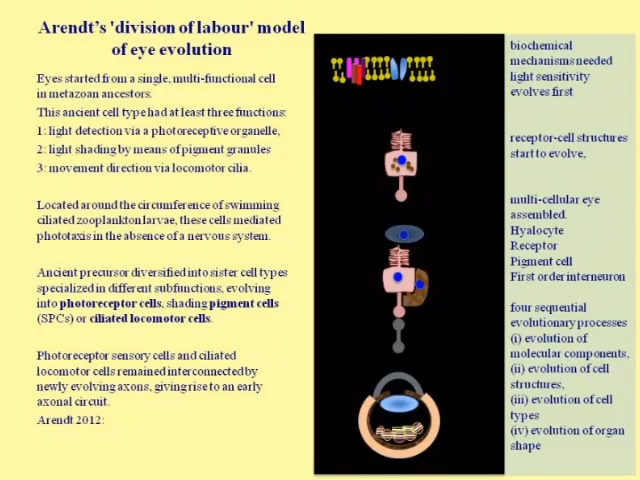 Arendt's 'division of labour' model
of eye evolution
Eyes started from a single, multi-functional cell
in metazoan ancestors.
This ancient cell type had at least three functions:
1: light detection via a photoreceptive organelle,
2: light shading by means of pigment granules
3: movement direction via locomotor cilia.
Located around the circumference of swimming
ciliated zooplankton larvae, these cells mediated
phototaxis in the absence of a nervous system.
Ancient precursor diversified into sister cell types
specialized in different subfunctions, evolving
into photoreceptor cells, shading pigment cells
(SPCs) or ciliated locomotor cells.
Photoreceptor sensory cells and ciliated
locomotor cells remained interconnected by
newly evolving axons, giving rise to an early
axonal circuit.
Arendt 2012:
biochemical
mechanisms needed
light sensitivity
evolves first
receptor-cell structures
start to evolve,
multi-cellular eye
assembled.
Hyalocyte
Receptor
Pigment cell
First order interneuron
four sequential
evolutionary processes
(i) evolution of
molecular components,
(ii) evolution of cell
structures,
(iii) evolution of cell
types
(iv) evolution of organ
shape